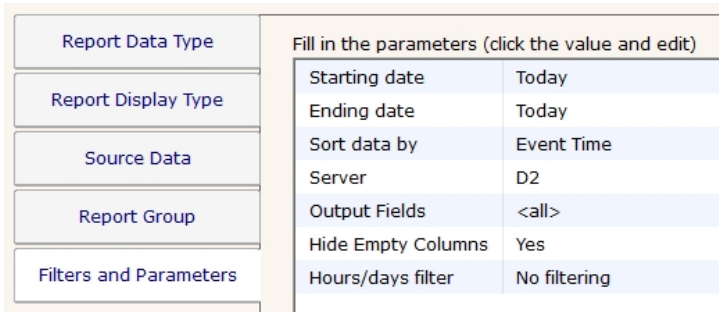 Report Data Type
Report Display Type
Source Data
Report Group
Filters and Parameters
Fill in the parameters (click the value and edit)
Starting date Today
Ending date Today
Sort data by Event Time
Server D2
Output Fields <all>
Hide Empty Columns Yes
Hours/days filter No filtering